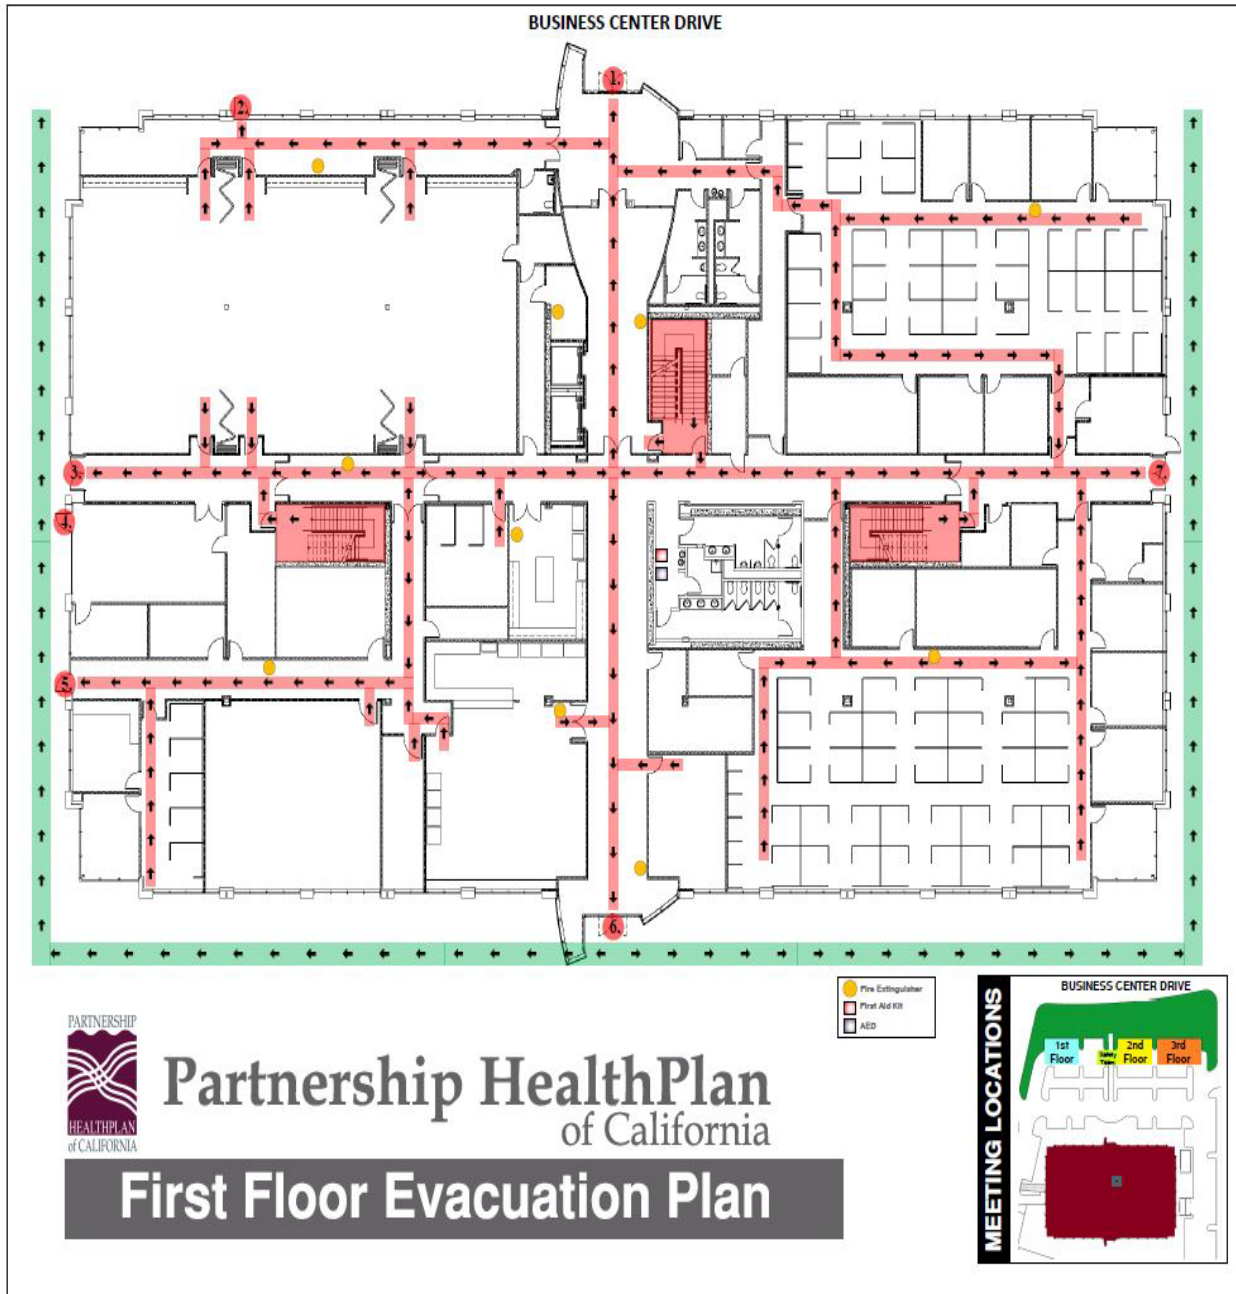 BUSINESS CENTER DRIVE
1.
2.
3.
4.
5.
6.
7.
Fire Extinguisher
First Aid Kit
AED
MEETING LOCATIONS
BUSINESS CENTER DRIVE
1st
Floor
Safety
Team
2nd
Floor
3rd
Floor
PARTNERSHIP
HEALTHPLAN
of CALIFORNIA
Partnership HealthPlan
of California
First Floor Evacuation Plan